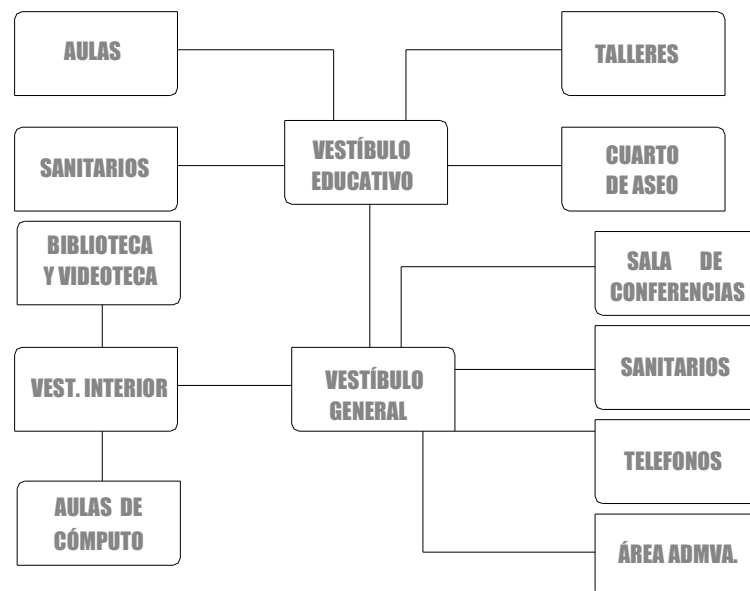 AULAS
TALLERES
VESTÍBULO
EDUCATIVO
SANITARIOS
CUARTO
DE ASEO
BIBLIOTECA
Y VIDEOTECA
SALA DE
CONFERENCIAS
VEST. INTERIOR
VESTÍBULO
GENERAL
SANITARIOS
TELEFONOS
AULAS DE
CÓMPUTO
ÁREA ADMVA.